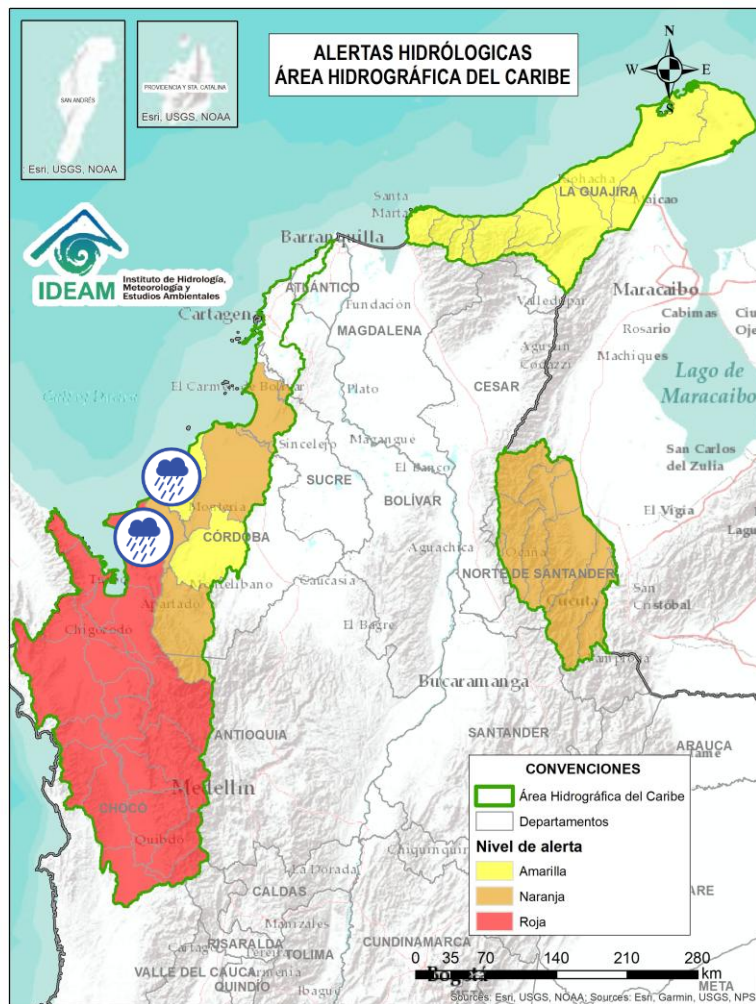 ALERTAS HIDRÓLOGICAS
ÁREA HIDROGRÁFICA DEL CARIBE
SAN ANDRÉS
: Esri, USGS, NOAA
PROVIDENCIA Y STA. CATALINA
Esri, USGS, NOAA
N
W
E
S
IDEAM
Instituto de Hidrología,
Meteorología y
Estudios Ambientales
LA GUAJIRA
Maicao
Santa
Marta
Barranquilla
ATLÁNTICO
Fundación
Valledupar
Maracaibo
Cabimas
Rosario
Cartagena
MAGDALENA
Machiques
Agustín
Codazzi
CESAR
Lago de
Maracaibo
El Carmen de Bolívar
Plato
Sincelejo
Magangue
San Carlos
del Zulia
El Banco
SUCRE
BOLÍVAR
Montería
El Vigía
CÓRDOBA
Aguachica
Ocaña
NORTE DE SANTANDER
Caucasia
San
Cristóbal
Apartadó
Cúcuta
Chigorodó
El Bagre
Pamplona
Bucaramanga
ANTIOQUIA
SANTANDER
ARAUCA
Medellín
CHOCÓ
Quibdó
La Dorada
CALDAS
Manizales
RISARALDA
TOLIMA
CUNDINAMARCA
VALLE DEL CAUCA
Armenia
QUINDÍO
Ibagué
Bogotá
META
CONVENCIONES
Área Hidrográfica del Caribe
Departamentos
Nivel de alerta
Amarilla
Naranja
Roja
0 35 70 140 210 280
km
Sources: Esri, USGS, NOAA; Sources: Esri, Garmin, USGS, NPS